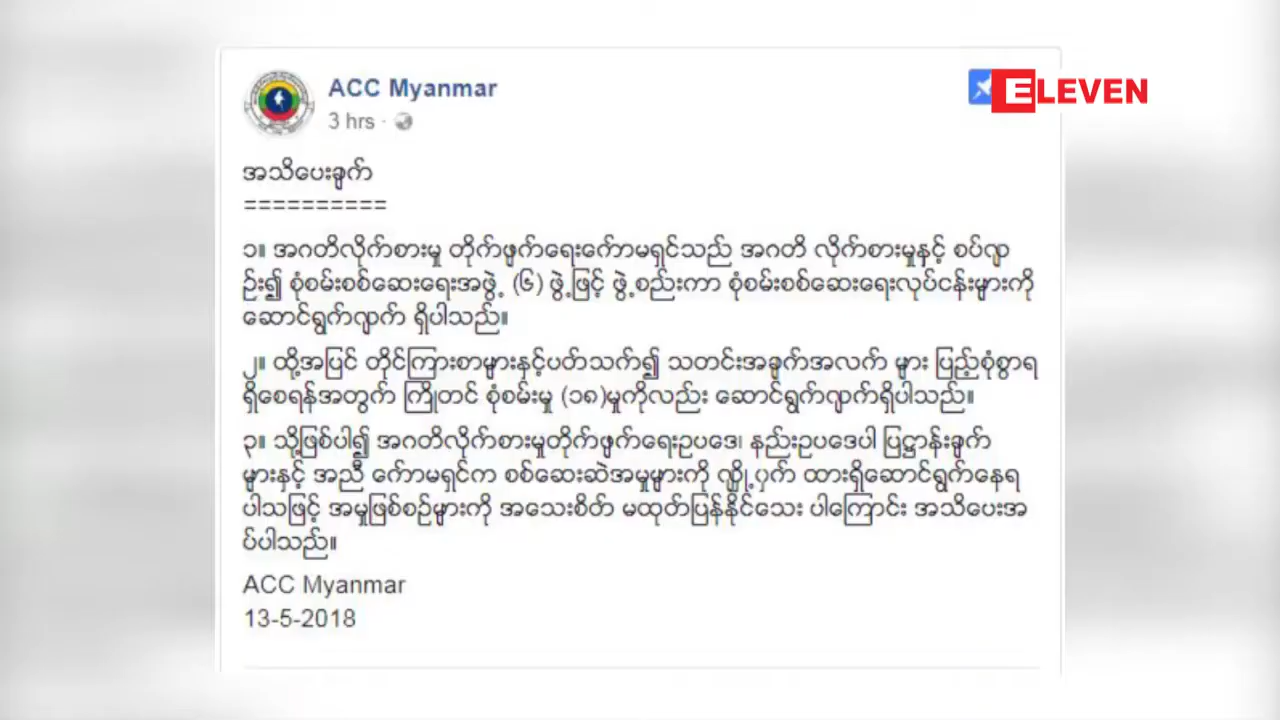 ACC Myanmar
ELEVEN
3 hrs ·
အသိပေးချက်
==========
၁။ အဂတိလိုက်စားမှု တိုက်ဖျက်ရေးကော်မရှင်သည် အဂတိ လိုက်စားမှုနှင့် စပ်လျ
ဉ်း၍ စုံစမ်းစစ်ဆေးရေးအဖွဲ့ (၆) ဖွဲ့ဖြင့် ဖွဲ့စည်းကာ စုံစမ်းစစ်ဆေးရေးလုပ်ငန်းများကို
ဆောင်ရွက်လျက် ရှိပါသည်။
၂။ ထို့အပြင် တိုင်ကြားစာများနှင့်ပတ်သက်၍ သတင်းအချက်အလက် များ ပြည့်စုံစွာရ
ရှိစေရန်အတွက် ကြိုတင် စုံစမ်းမှု (၁၈)မှုကိုလည်း ဆောင်ရွက်လျက်ရှိပါသည်။
၃။ သို့ဖြစ်ပါ၍ အဂတိလိုက်စားမှုတိုက်ဖျက်ရေးဥပဒေ၊ နည်းဥပဒေပါ ပြဋ္ဌာန်းချက်
များနှင့် အညီ ကော်မရှင်က စစ်ဆေးဆဲအမှုများကို လျှို့ဝှက် ထားရှိဆောင်ရွက်နေရ
ပါသဖြင့် အမှုဖြစ်စဉ်များကို အသေးစိတ် မထုတ်ပြန်နိုင်သေး ပါကြောင်း အသိပေးအ
ပ်ပါသည်။
ACC Myanmar
13-5-2018